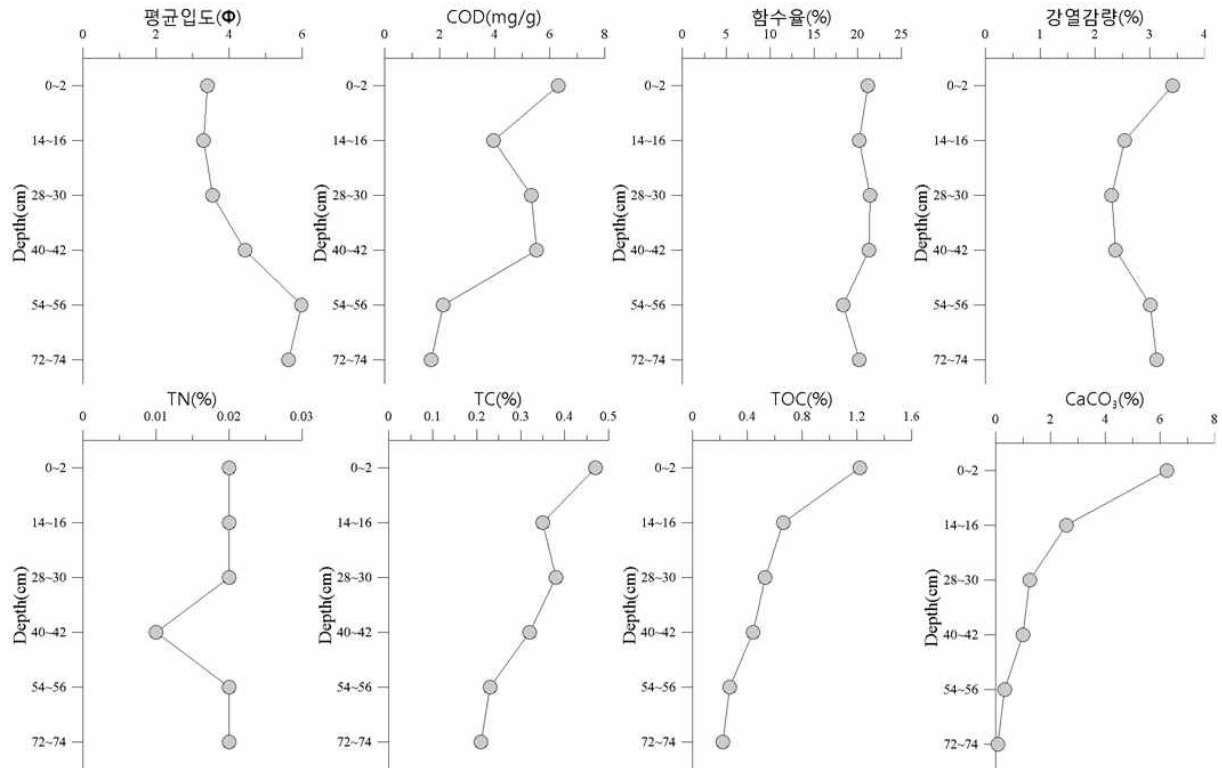 평균입도(Φ)
0 2 4 6
0~2
14~16
28~30
40~42
54~56
72~74
Depth(cm)
COD(mg/g)
0 2 4 6 8
0~2
14~16
28~30
40~42
54~56
72~74
Depth(cm)
함수율(%)
0 5 10 15 20 25
0~2
14~16
28~30
40~42
54~56
72~74
Depth(cm)
강열감량(%)
0 1 2 3 4
0~2
14~16
28~30
40~42
54~56
72~74
Depth(cm)
TN(%)
0 0.01 0.02 0.03
0~2
14~16
28~30
40~42
54~56
72~74
Depth(cm)
TC(%)
0 0.1 0.2 0.3 0.4 0.5
0~2
14~16
28~30
40~42
54~56
72~74
Depth(cm)
TOC(%)
0 0.4 0.8 1.2 1.6
0~2
14~16
28~30
40~42
54~56
72~74
Depth(cm)
CaCO₃(%)
0 2 4 6 8
0~2
14~16
28~30
40~42
54~56
72~74
Depth(cm)